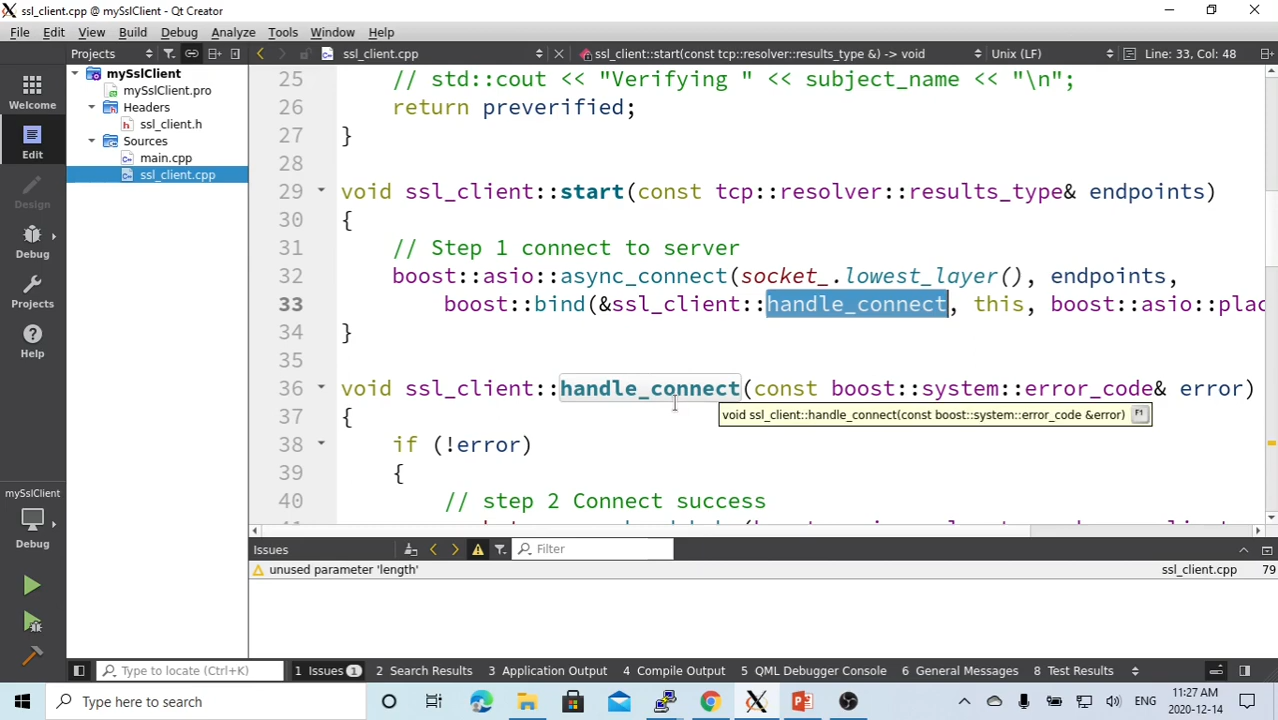 ssl_client.cpp @ mySslClient - Qt Creator
File Edit View Build Debug Analyze Tools Window Help
Projects ssl_client.cpp ssl_client::start(const tcp::resolver::results_type &) -> void Unix (LF) Line: 33, Col: 48
Welcome
Edit
Design
Debug
Projects
Help
mySslClient
Debug
mySslClient
mySslClient.pro
Headers
ssl_client.h
Sources
main.cpp
ssl_client.cpp
25 // std::cout << "Verifying " << subject_name << "\n";
26 return preverified;
27 }
28
29 void ssl_client::start(const tcp::resolver::results_type& endpoints)
30 {
31 // Step 1 connect to server
32 boost::asio::async_connect(socket_.lowest_layer(), endpoints,
33 boost::bind(&ssl_client::handle_connect, this, boost::asio::plac
34 }
35
36 void ssl_client::handle_connect(const boost::system::error_code& error)
void ssl_client::handle_connect(const boost::system::error_code &error) F1
37 {
38 if (!error)
39 {
40 // step 2 Connect success
Issues Filter
unused parameter 'length' ssl_client.cpp 79
Type to locate (Ctrl+K) 1 Issues 1 2 Search Results 3 Application Output 4 Compile Output 5 QML Debugger Console 6 General Messages 8 Test Results
Type here to search ENG 11:27 AM
2020-12-14